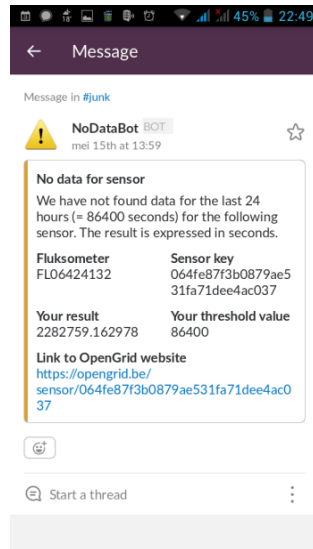 18° 45% 22:49
Message
Message in #junk
NoDataBot BOT
mei 15th at 13:59
No data for sensor
We have not found data for the last 24
hours (= 86400 seconds) for the following
sensor. The result is expressed in seconds.
Fluksometer
FL06424132
Sensor key
064fe87f3b0879ae5
31fa71dee4ac037
Your result
2282759.162978
Your threshold value
86400
Link to OpenGrid website
https://opengrid.be/
sensor/064fe87f3b0879ae531fa71dee4ac0
37
Start a thread